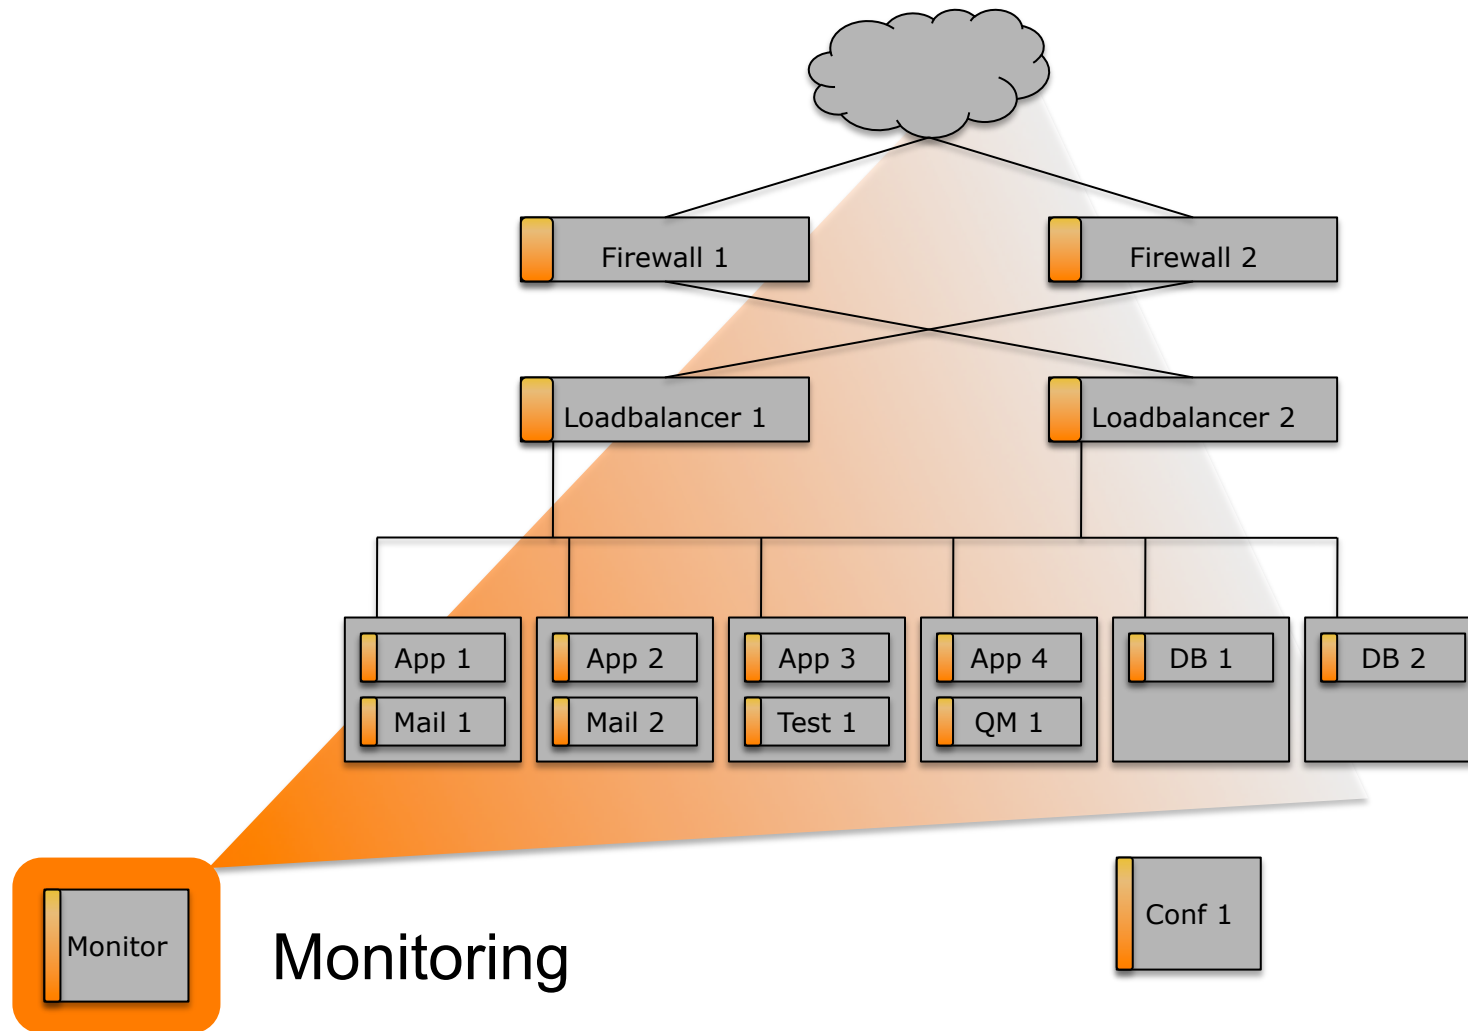 Firewall 1
Firewall 2
Loadbalancer 1
Loadbalancer 2
App 1
App 2
App 3
App 4
DB 1
DB 2
Mail 1
Mail 2
Test 1
QM 1
Conf 1
Monitor
Monitoring